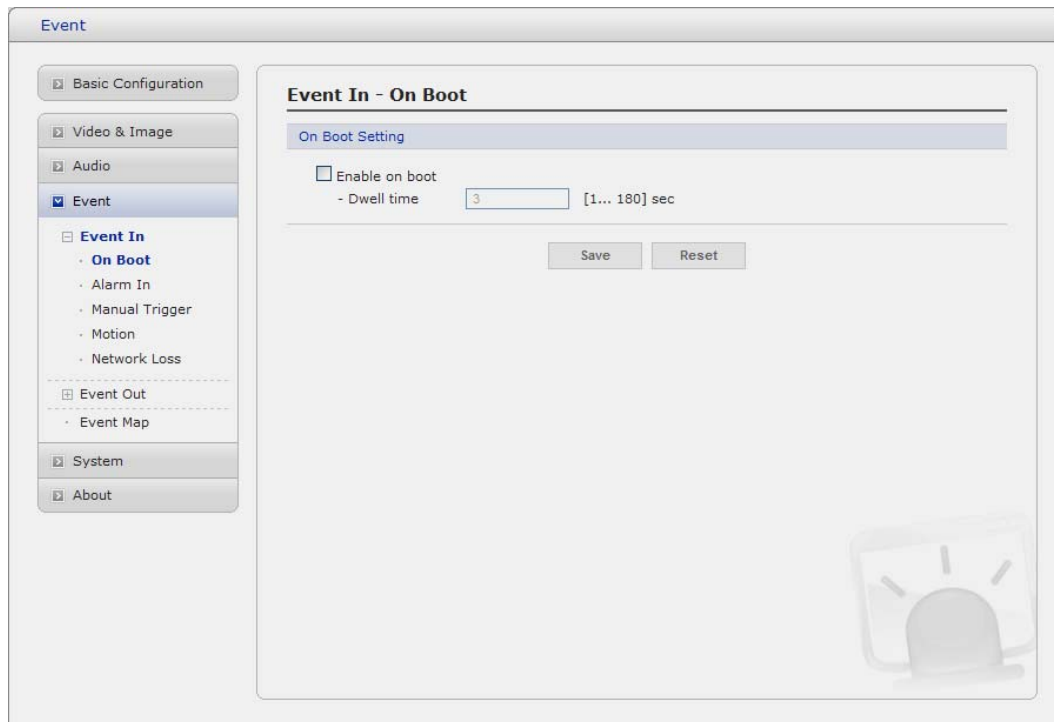 Event
Basic Configuration
Video & Image
Audio
Event
Event In
On Boot
Alarm In
Manual Trigger
Motion
Network Loss
Event Out
Event Map
System
About
Event In - On Boot
On Boot Setting
Enable on boot
- Dwell time 3 [1... 180] sec
Save Reset